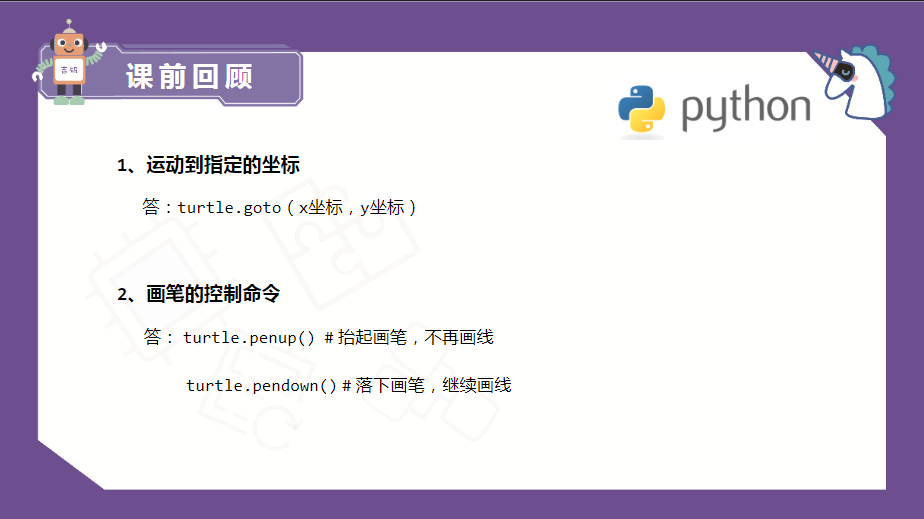 课前回顾
python
1、运动到指定的坐标
答：turtle.goto（x坐标，y坐标）
2、画笔的控制命令
答： turtle.penup() # 抬起画笔，不再画线
turtle.pendown() # 落下画笔，继续画线